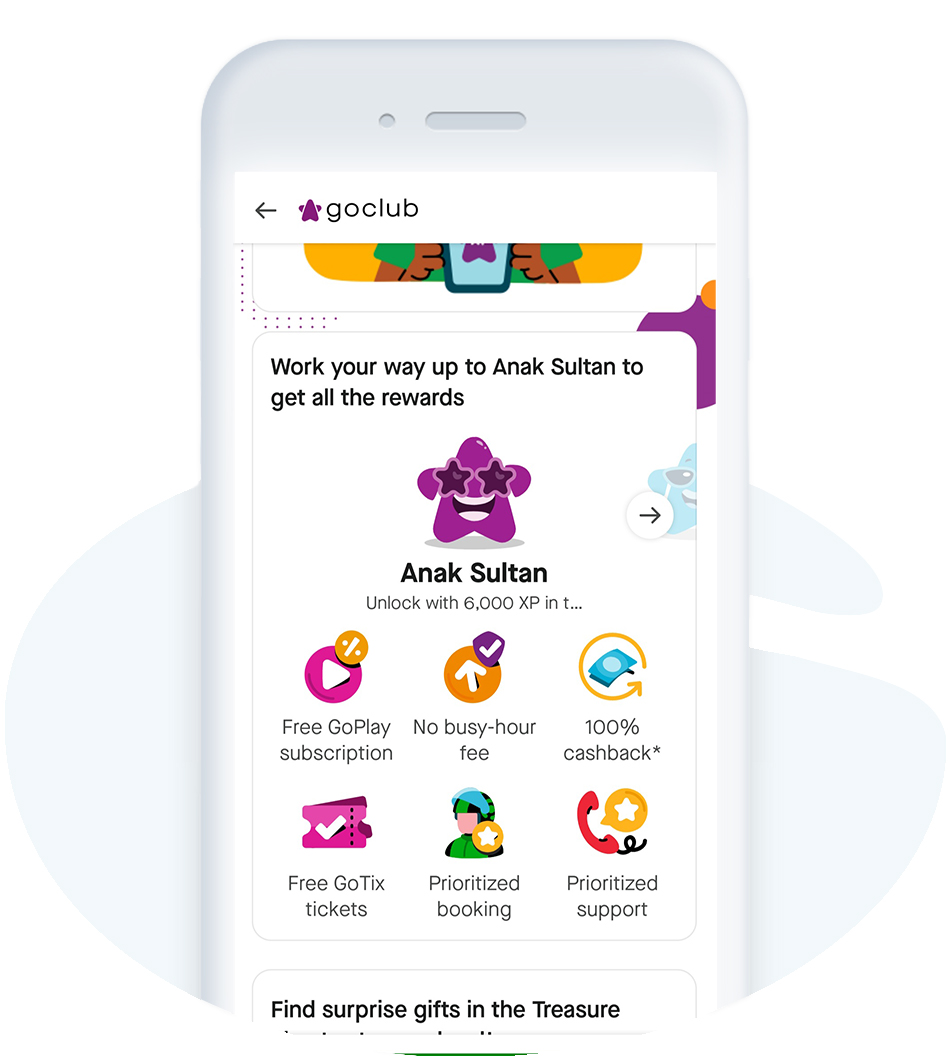 goclub
Work your way up to Anak Sultan to
get all the rewards
Anak Sultan
Unlock with 6,000 XP in t...
Free GoPlay
subscription
No busy-hour
fee
100%
cashback*
Free GoTix
tickets
Prioritized
booking
Prioritized
support
Find surprise gifts in the Treasure